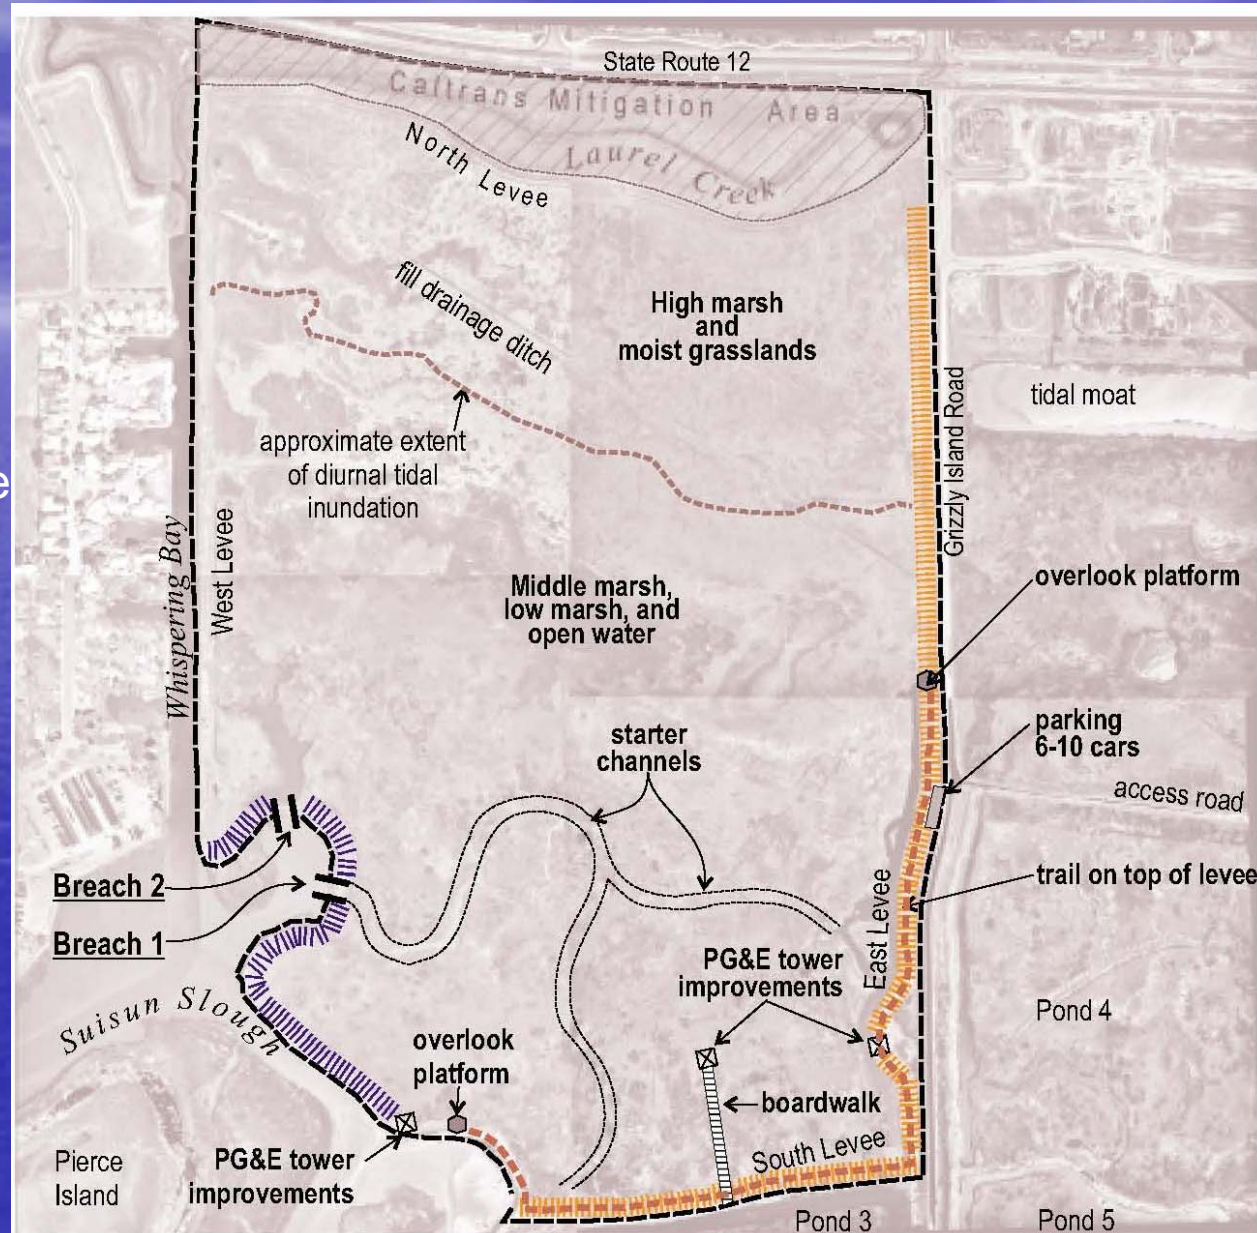 State Route 12
Caltrans Mitigation Area
North Levee
Laurel Creek
fill drainage ditch
High marsh
and
moist grasslands
tidal moat
Grizzly Island Road
approximate extent
of diurnal tidal
inundation
e
Whispering Bay
West Levee
Middle marsh,
low marsh, and
open water
overlook platform
starter
channels
parking
6-10 cars
access road
Breach 2
Breach 1
trail on top of levee
East Levee
PG&E tower
improvements
Suisun Slough
Pond 4
overlook
platform
boardwalk
South Levee
Pierce
Island
PG&E tower
improvements
Pond 3
Pond 5